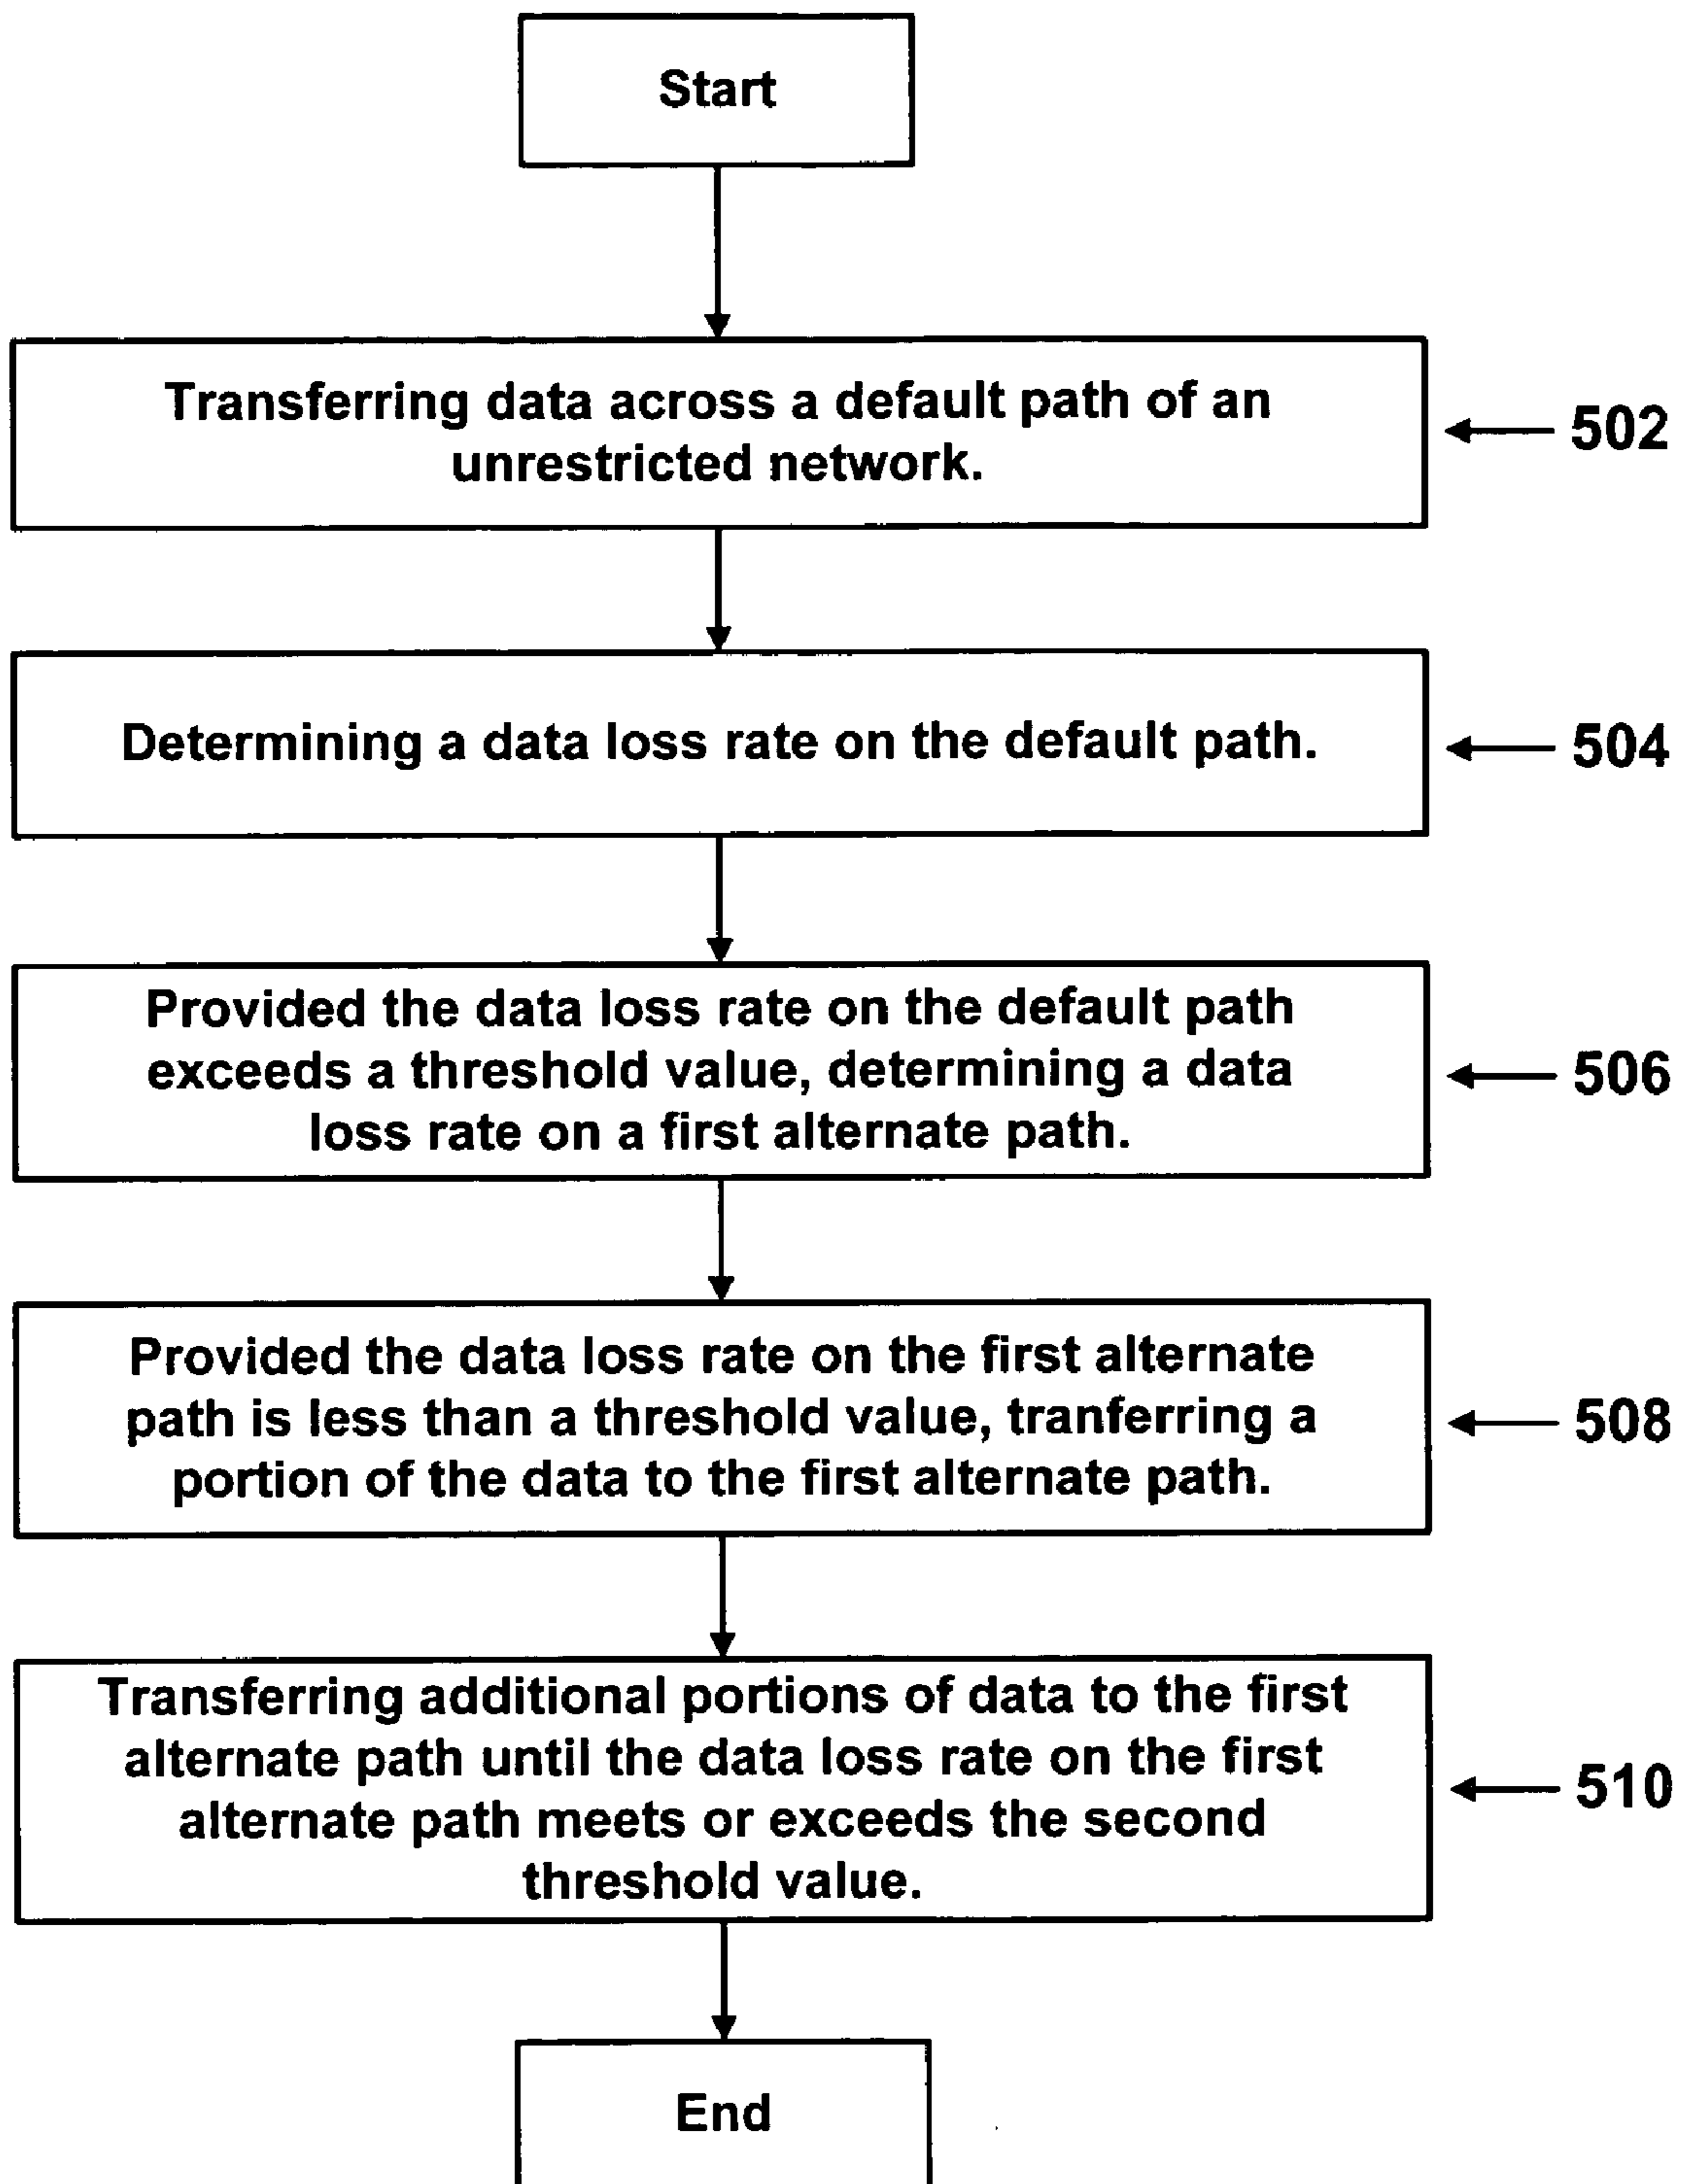 Start
Transferring data across a default path of an
unrestricted network.
502
Determining a data loss rate on the default path.
504
Provided the data loss rate on the default path
exceeds a threshold value, determining a data
loss rate on a first alternate path.
506
Provided the data loss rate on the first alternate
path is less than a threshold value, tranferring a
portion of the data to the first alternate path.
508
Transferring additional portions of data to the first
alternate path until the data loss rate on the first
alternate path meets or exceeds the second
threshold value.
510
End